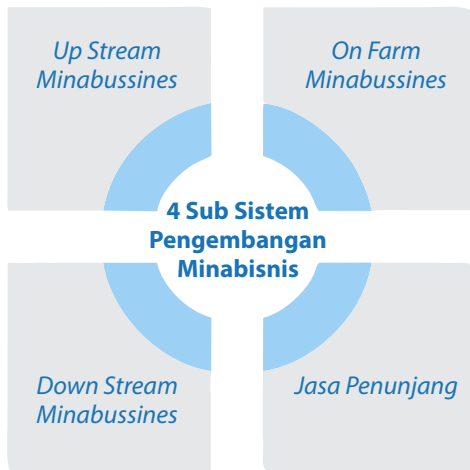 Up Stream
Minabussines
On Farm
Minabussines
4 Sub Sistem
Pengembangan
Minabisnis
Down Stream
Minabussines
Jasa Penunjang